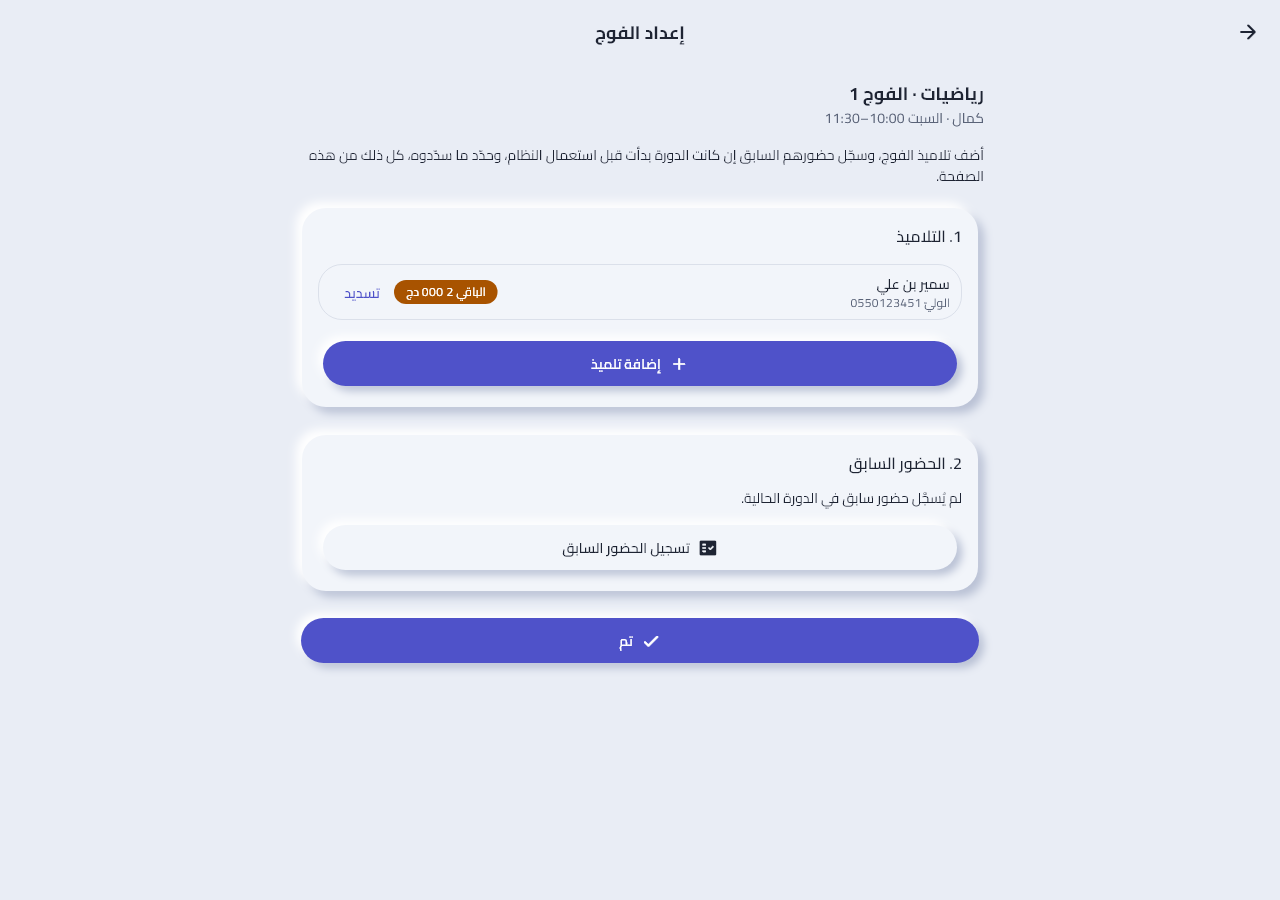 إعداد الفوج
رياضيات · الفوج 1
كمال · السبت 10:00–11:30
أضف تلاميذ الفوج، وسجّل حضورهم السابق إن كانت الدورة بدأت قبل استعمال النظام، وحدّد ما سدّدوه، كل ذلك من هذه
الصفحة.
1. التلاميذ
سمير بن علي
الوليّ 0550123451
الباقي 2 000 دج
تسديد
إضافة تلميذ
2. الحضور السابق
لم يُسجَّل حضور سابق في الدورة الحالية.
تسجيل الحضور السابق
تم